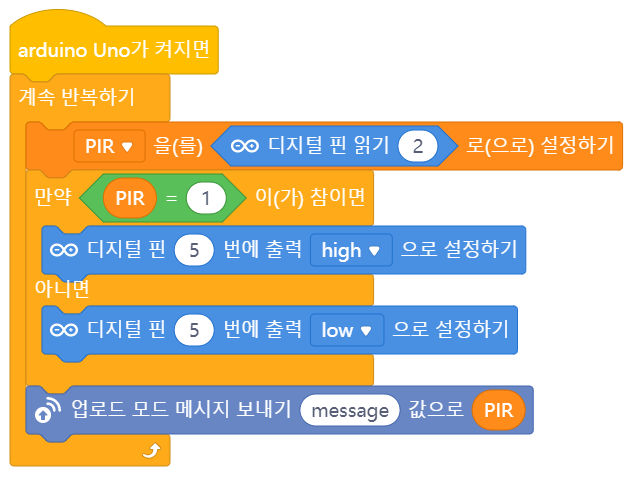 arduino Uno가 켜지면
계속 반복하기
PIR 을(를) 디지털 핀 읽기 2 로(으로) 설정하기
만약 PIR = 1 이(가) 참이면
디지털 핀 5 번에 출력 high 으로 설정하기
아니면
디지털 핀 5 번에 출력 low 으로 설정하기
업로드 모드 메시지 보내기 message 값으로 PIR